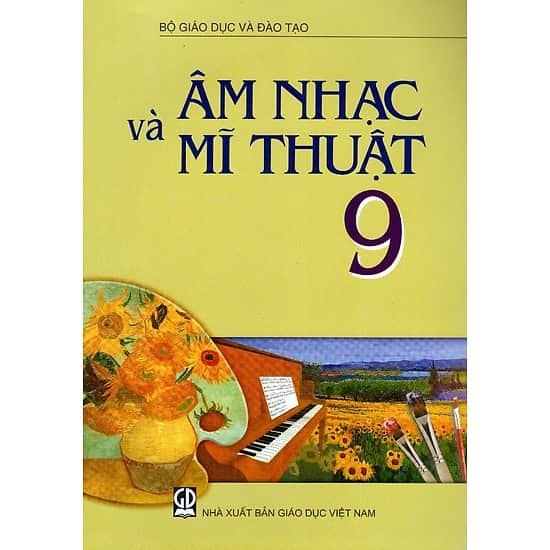 BỘ GIÁO DỤC VÀ ĐÀO TẠO
ÂM NHẠC
và MĨ THUẬT
9
GD
NHÀ XUẤT BẢN GIÁO DỤC VIỆT NAM